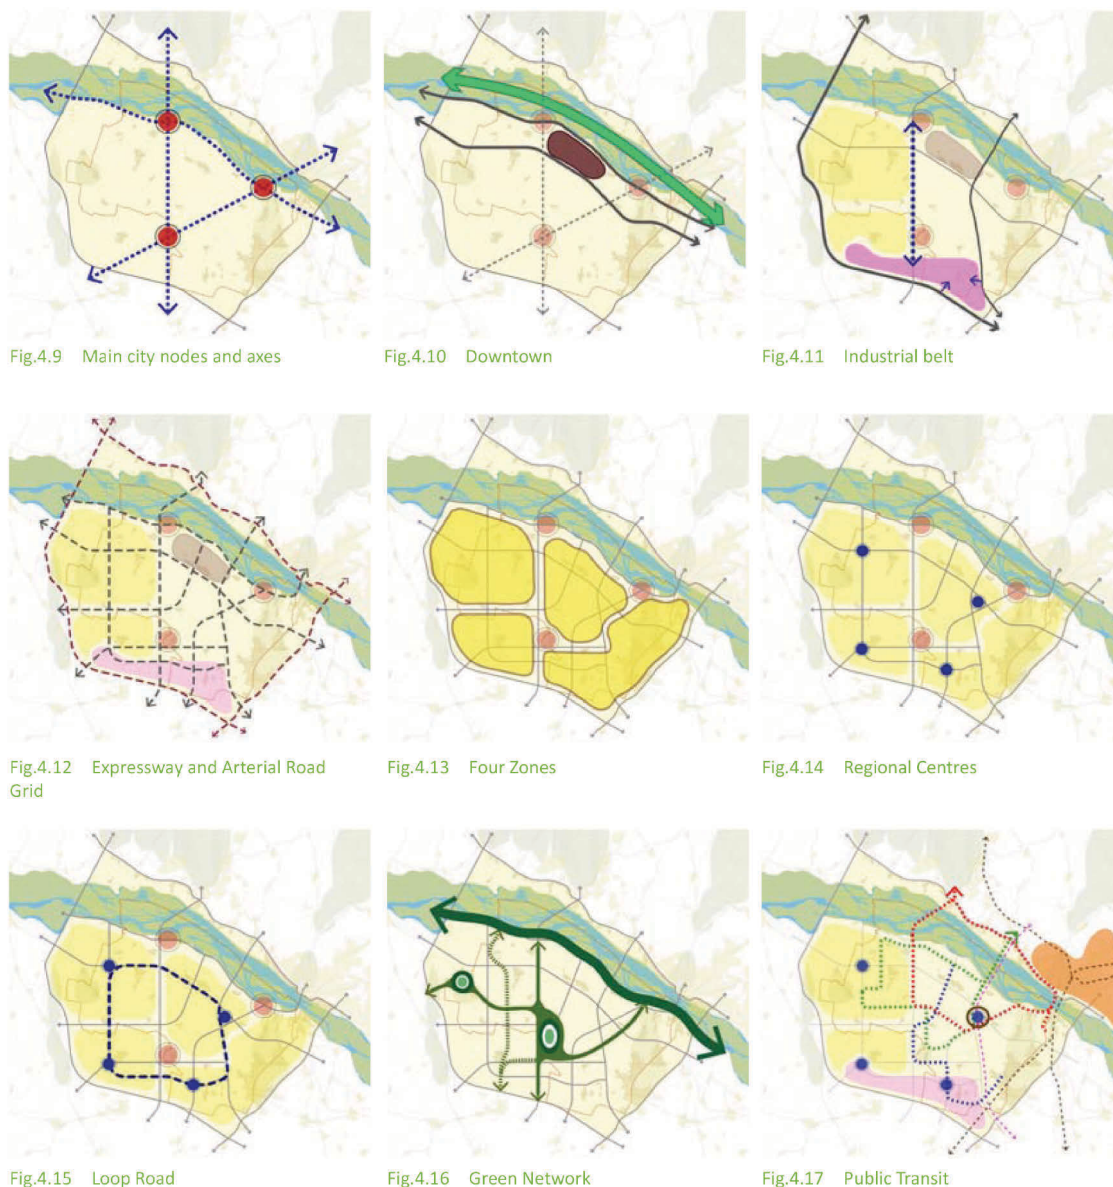 Fig.4.9 Main city nodes and axes
Fig.4.10 Downtown
Fig.4.11 Industrial belt
Fig.4.12 Expressway and Arterial Road
Grid
Fig.4.13 Four Zones
Fig.4.14 Regional Centres
Fig.4.15 Loop Road
Fig.4.16 Green Network
Fig.4.17 Public Transit